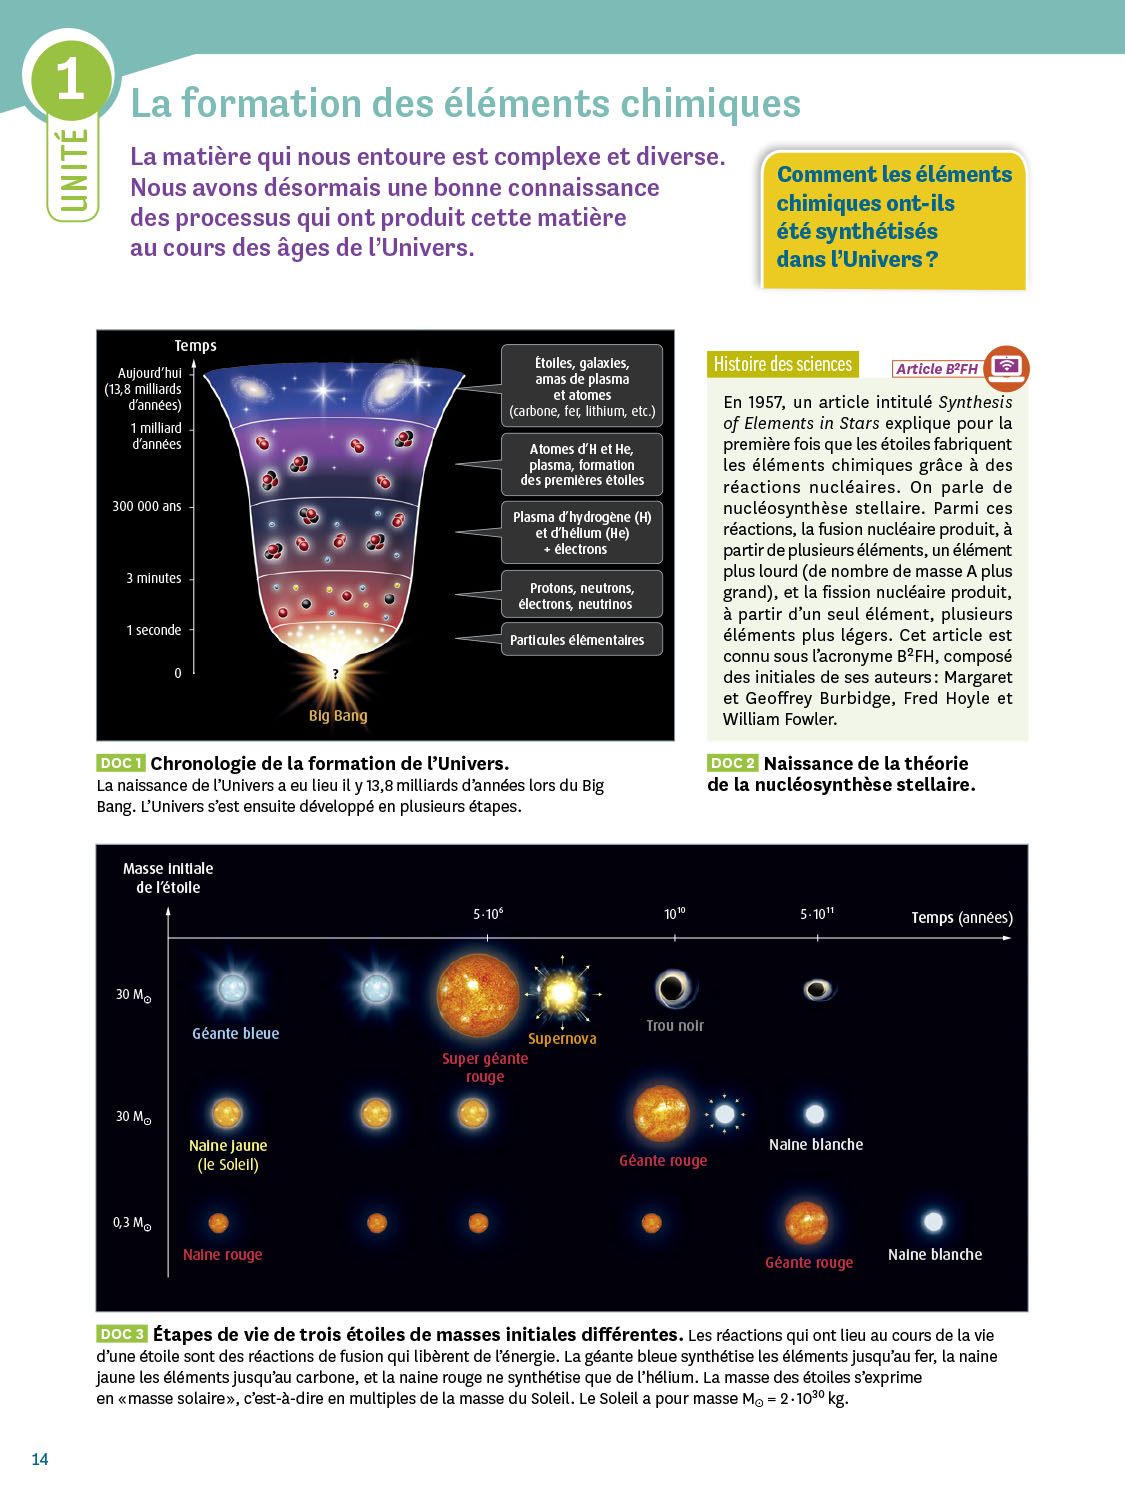 1
UNITÉ
La formation des éléments chimiques
La matière qui nous entoure est complexe et diverse.
Nous avons désormais une bonne connaissance
des processus qui ont produit cette matière
au cours des âges de l'Univers.
Comment les éléments
chimiques ont-ils
été synthétisés
dans l'Univers ?
Temps
Aujourd'hui
(13,8 milliards
d'années)
1 milliard
d'années
300 000 ans
3 minutes
1 seconde
0
Étoiles, galaxies,
amas de plasma
et atomes
(carbone, fer, lithium, etc.)
Atomes d'H et He,
plasma, formation
des premières étoiles
Plasma d'hydrogène (H)
et d'hélium (He)
+ électrons
Protons, neutrons,
électrons, neutrinos
Particules élémentaires
?
Big Bang
DOC 1 Chronologie de la formation de l'Univers.
La naissance de l'Univers a eu lieu il y 13,8 milliards d'années lors du Big
Bang. L'Univers s'est ensuite développé en plusieurs étapes.
Histoire des sciences
Article B²FH
En 1957, un article intitulé Synthesis
of Elements in Stars explique pour la
première fois que les étoiles fabriquent
les éléments chimiques grâce à des
réactions nucléaires. On parle de
nucléosynthèse stellaire. Parmi ces
réactions, la fusion nucléaire produit, à
partir de plusieurs éléments, un élément
plus lourd (de nombre de masse A plus
grand), et la fission nucléaire produit,
à partir d'un seul élément, plusieurs
éléments plus légers. Cet article est
connu sous l'acronyme B²FH, composé
des initiales de ses auteurs : Margaret
et Geoffrey Burbidge, Fred Hoyle et
William Fowler.
DOC 2 Naissance de la théorie
de la nucléosynthèse stellaire.
Masse initiale
de l'étoile
5·10⁶
10¹⁰
5·10¹¹
Temps (années)
30 M⊙
Géante bleue
Super géante
rouge
Supernova
Trou noir
30 M⊙
Naine jaune
(le Soleil)
Géante rouge
Naine blanche
0,3 M⊙
Naine rouge
Géante rouge
Naine blanche
DOC 3 Étapes de vie de trois étoiles de masses initiales différentes. Les réactions qui ont lieu au cours de la vie
d'une étoile sont des réactions de fusion qui libèrent de l'énergie. La géante bleue synthétise les éléments jusqu'au fer, la naine
jaune les éléments jusqu'au carbone, et la naine rouge ne synthétise que de l'hélium. La masse des étoiles s'exprime
en « masse solaire », c'est-à-dire en multiples de la masse du Soleil. Le Soleil a pour masse M⊙ = 2·10³⁰ kg.
14